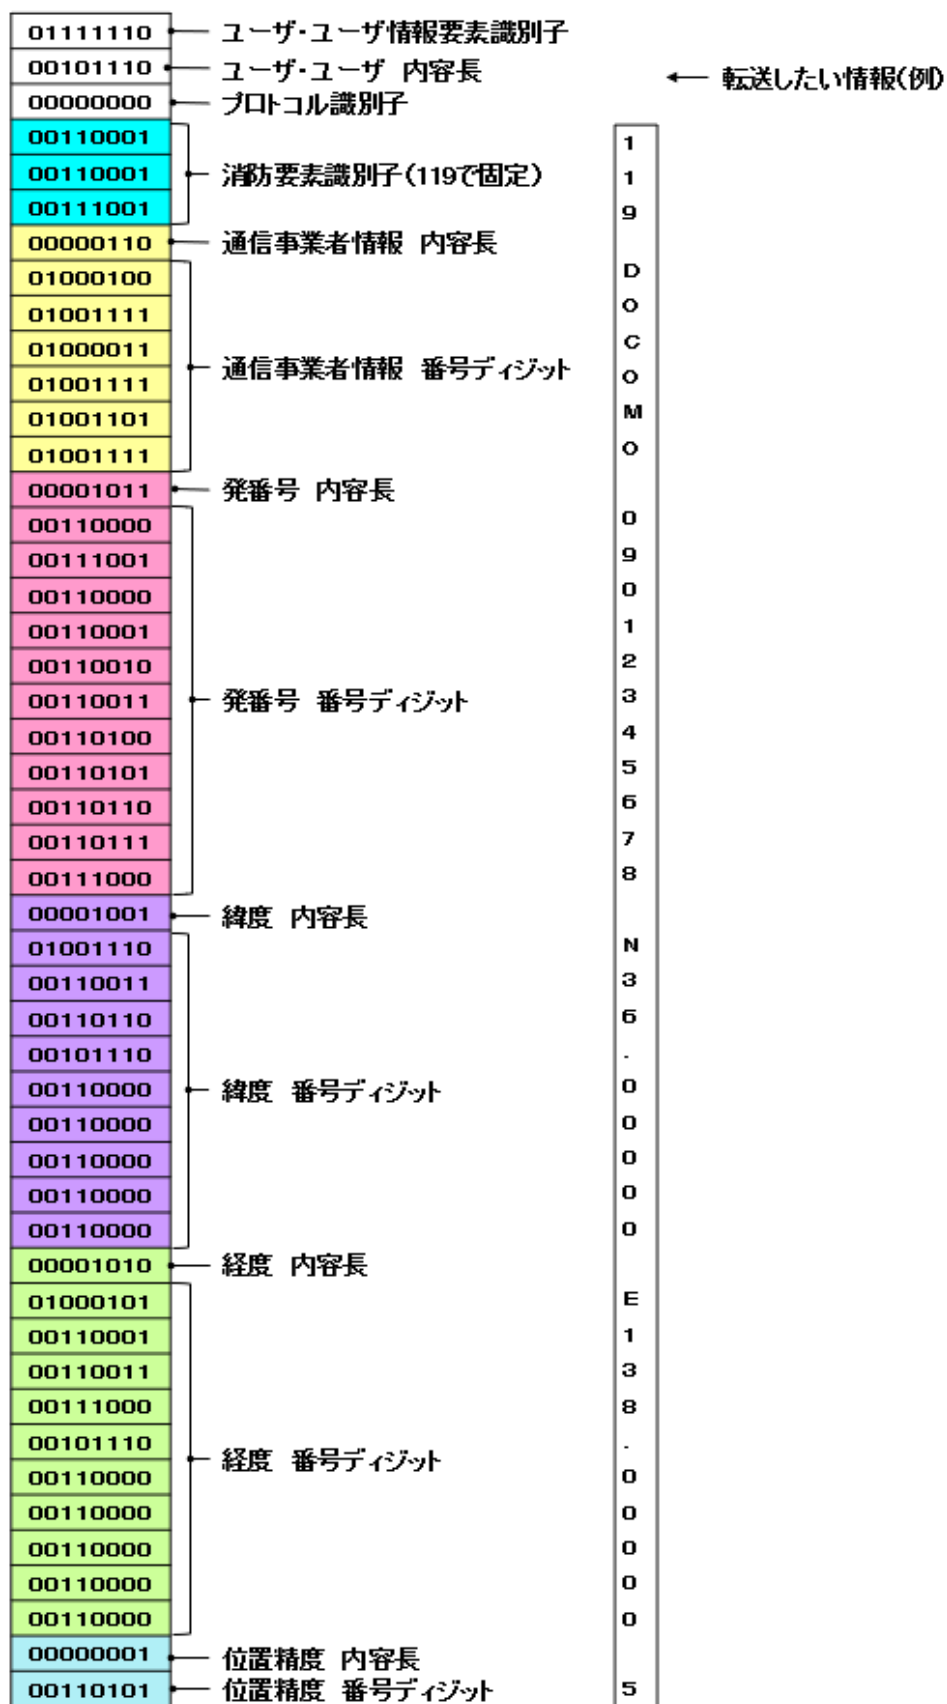 01111110 ユーザ・ユーザ情報要素識別子
00101110 ユーザ・ユーザ 内容長
← 転送したい情報(例)
00000000 プロトコル識別子
00110001 1
00110001 消防要素識別子(119で固定) 1
00111001 9
00000110 通信事業者情報 内容長
01000100 D
01001111 O
01000011 C
通信事業者情報 番号ディジット
01001111 O
01001101 M
01001111 O
00001011 発番号 内容長
00110000 0
00111001 9
00110000 0
00110001 1
00110010 2
00110011 発番号 番号ディジット 3
00110100 4
00110101 5
00110110 6
00110111 7
00111000 8
00001001 緯度 内容長
01001110 N
00110011 3
00110110 6
00101110 .
00110000 緯度 番号ディジット 0
00110000 0
00110000 0
00110000 0
00110000 0
00001010 経度 内容長
01000101 E
00110001 1
00110011 3
00111000 8
00101110 .
経度 番号ディジット
00110000 0
00110000 0
00110000 0
00110000 0
00110000 0
00000001 位置精度 内容長
00110101 位置精度 番号ディジット 5